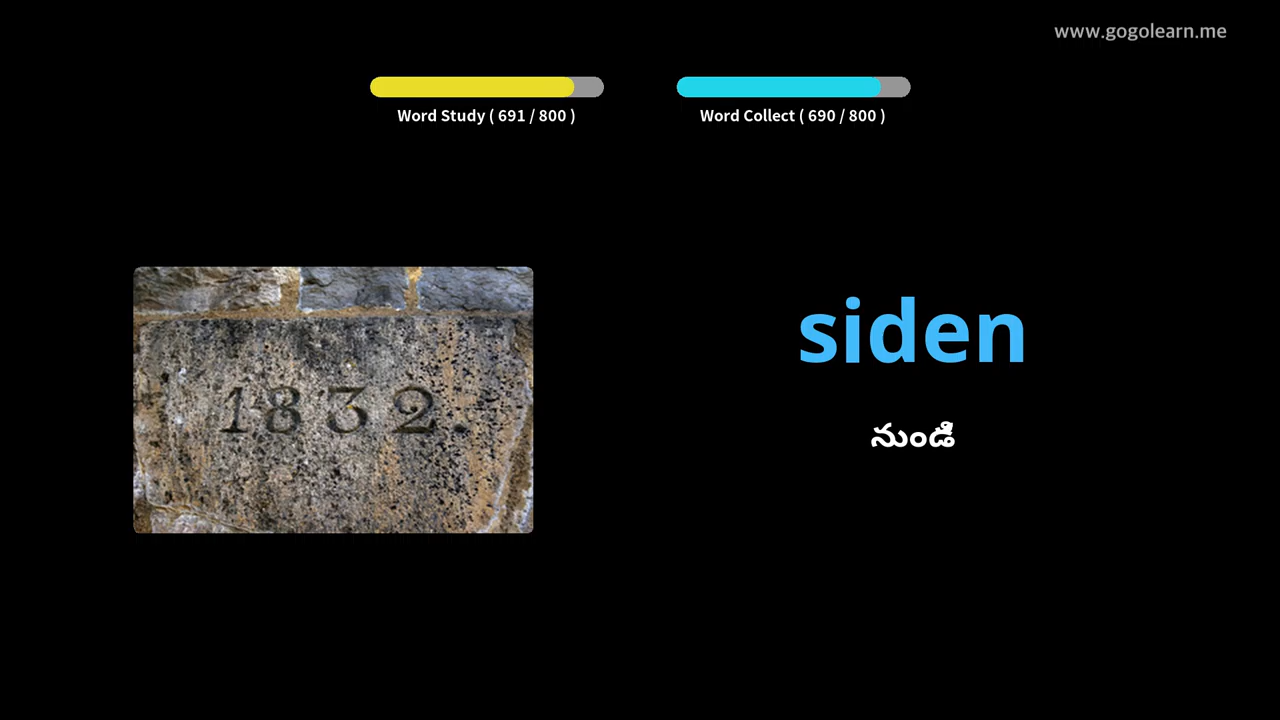 www.gogolearn.me
Word Study ( 691 / 800 )
Word Collect ( 690 / 800 )
1832.
siden
నుండి